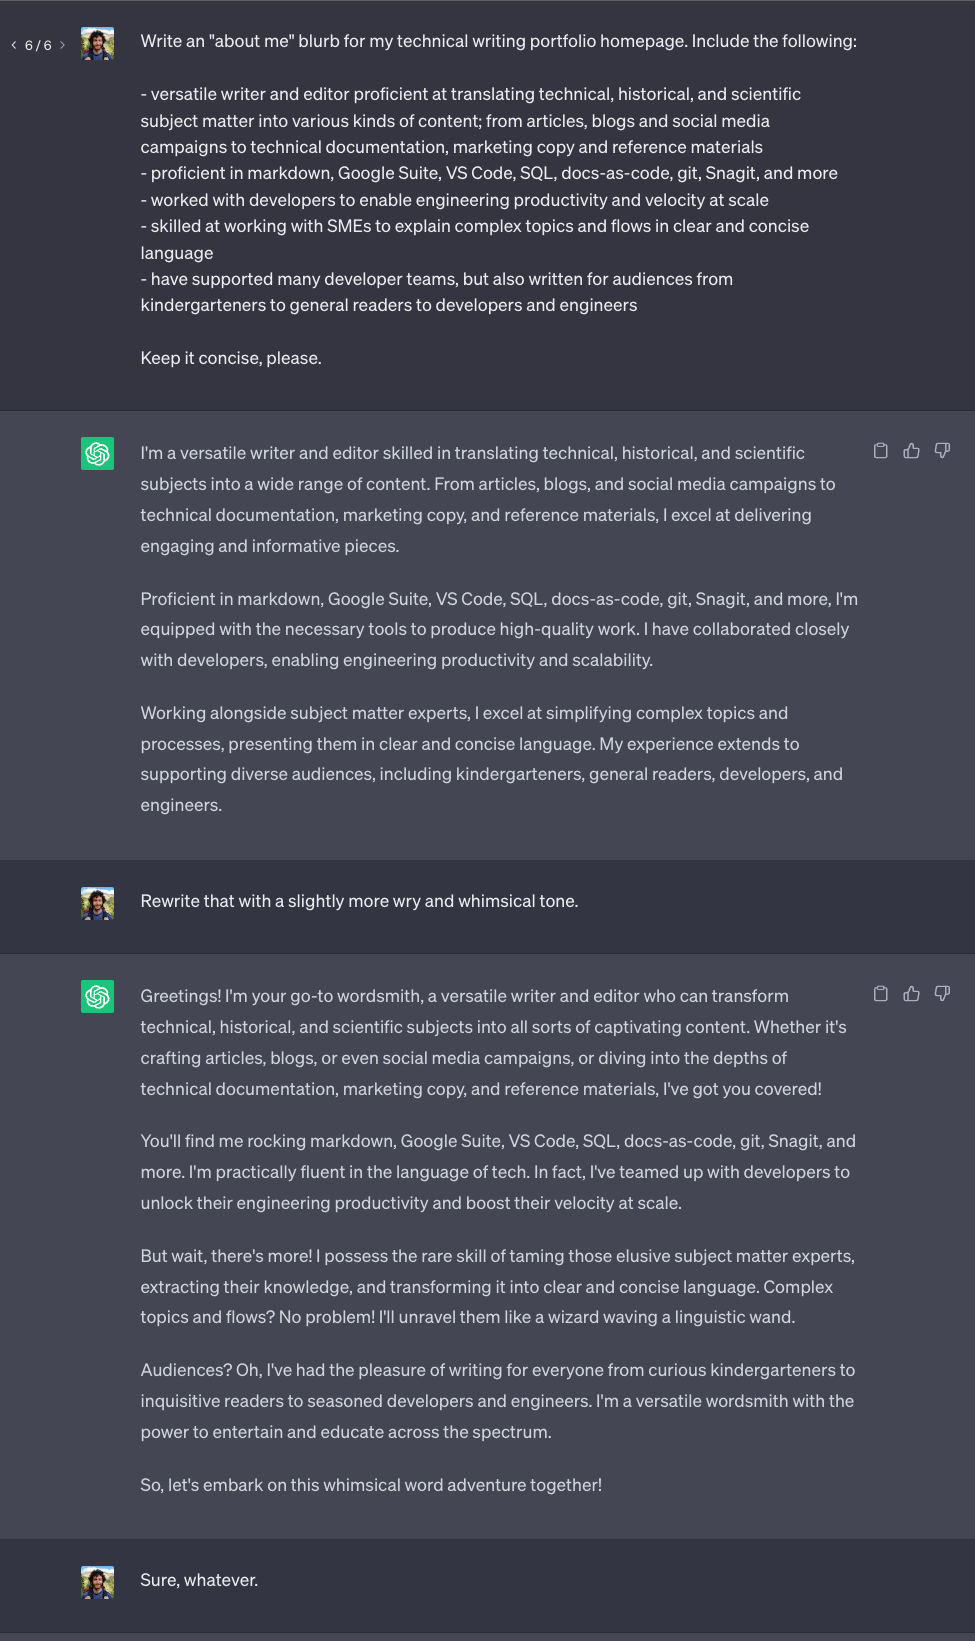 6 / 6
Write an "about me" blurb for my technical writing portfolio homepage. Include the following:
- versatile writer and editor proficient at translating technical, historical, and scientific
subject matter into various kinds of content; from articles, blogs and social media
campaigns to technical documentation, marketing copy and reference materials
- proficient in markdown, Google Suite, VS Code, SQL, docs-as-code, git, Snagit, and more
- worked with developers to enable engineering productivity and velocity at scale
- skilled at working with SMEs to explain complex topics and flows in clear and concise
language
- have supported many developer teams, but also written for audiences from
kindergarteners to general readers to developers and engineers
Keep it concise, please.
I'm a versatile writer and editor skilled in translating technical, historical, and scientific
subjects into a wide range of content. From articles, blogs, and social media campaigns to
technical documentation, marketing copy, and reference materials, I excel at delivering
engaging and informative pieces.
Proficient in markdown, Google Suite, VS Code, SQL, docs-as-code, git, Snagit, and more, I'm
equipped with the necessary tools to produce high-quality work. I have collaborated closely
with developers, enabling engineering productivity and scalability.
Working alongside subject matter experts, I excel at simplifying complex topics and
processes, presenting them in clear and concise language. My experience extends to
supporting diverse audiences, including kindergarteners, general readers, developers, and
engineers.
Rewrite that with a slightly more wry and whimsical tone.
Greetings! I'm your go-to wordsmith, a versatile writer and editor who can transform
technical, historical, and scientific subjects into all sorts of captivating content. Whether it's
crafting articles, blogs, or even social media campaigns, or diving into the depths of
technical documentation, marketing copy, and reference materials, I've got you covered!
You'll find me rocking markdown, Google Suite, VS Code, SQL, docs-as-code, git, Snagit, and
more. I'm practically fluent in the language of tech. In fact, I've teamed up with developers to
unlock their engineering productivity and boost their velocity at scale.
But wait, there's more! I possess the rare skill of taming those elusive subject matter experts,
extracting their knowledge, and transforming it into clear and concise language. Complex
topics and flows? No problem! I'll unravel them like a wizard waving a linguistic wand.
Audiences? Oh, I've had the pleasure of writing for everyone from curious kindergarteners to
inquisitive readers to seasoned developers and engineers. I'm a versatile wordsmith with the
power to entertain and educate across the spectrum.
So, let's embark on this whimsical word adventure together!
Sure, whatever.